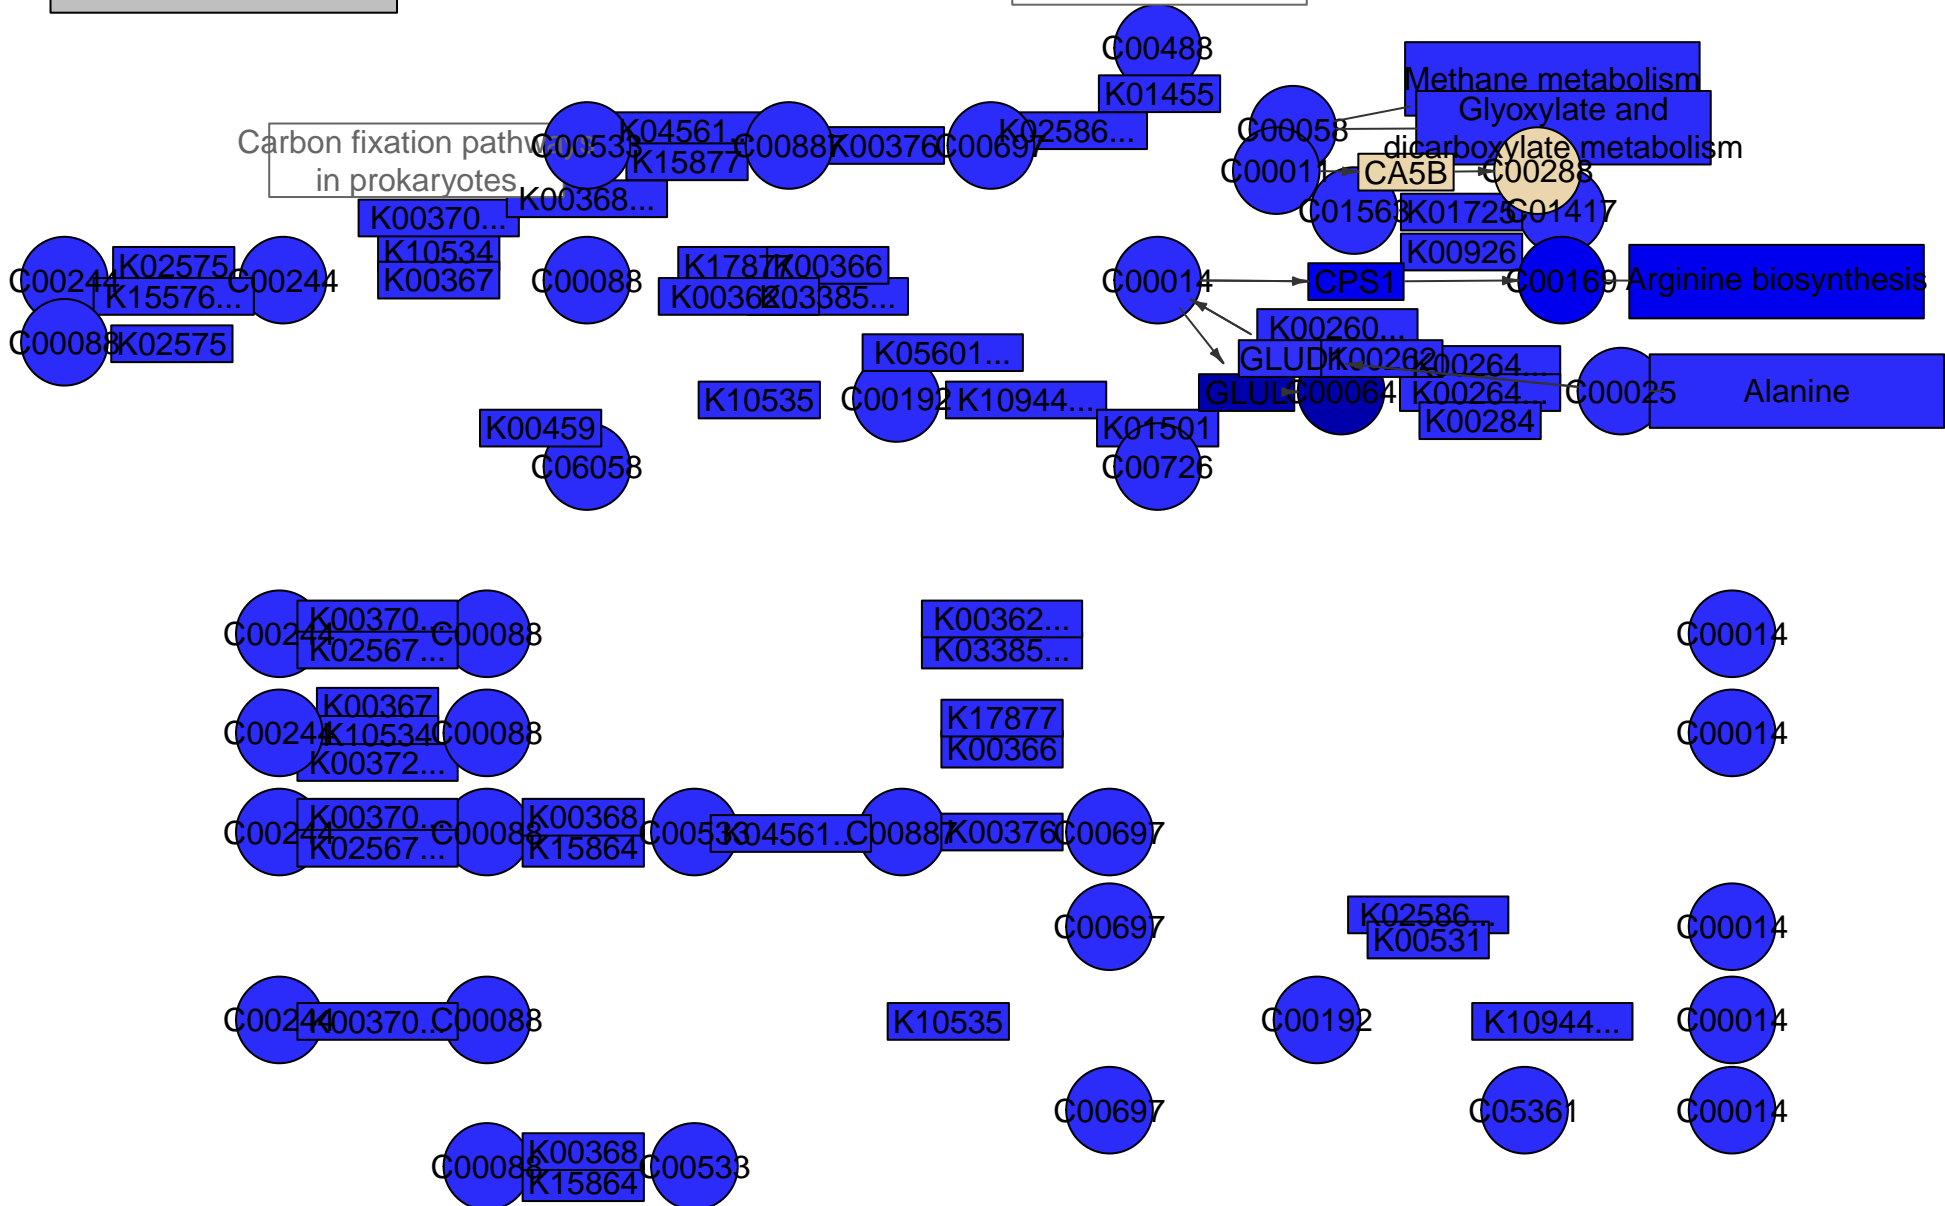 C00488
K01455
Methane metabolism
Glyoxylate and
dicarboxylate metabolism
C00058
Carbon fixation pathways
in prokaryotes
C00533
K04561...
K15877
C00887
K00376
C00697
K02586...
C00011
CA5B
C00288
K00368...
K00370...
C01563
K01725
C01417
K10534
K00367
K00926
C00244
K02575
K15576...
C00244
C00088
K17877
K00366
K00362...
K03385...
C00014
CPS1
C00169
Arginine biosynthesis
C00088
K02575
K00260...
K05601...
GLUD1
K00262
K00264...
K10535
C00192
K10944...
GLUL
C00064
K00264...
C00025
Alanine
K00284
K00459
K01501
C06058
C00726
C00244
K00370...
K02567...
C00088
K00362...
K03385...
C00014
C00244
K00367
K10534
K00372...
C00088
K17877
K00366
C00014
C00244
K00370...
K02567...
C00088
K00368
K15864
C00533
K04561...
C00887
K00376
C00697
C00697
K02586...
K00531
C00014
C00244
K00370...
C00088
K10535
C00192
K10944...
C00014
C00697
C05361
C00014
C00088
K00368
K15864
C00533